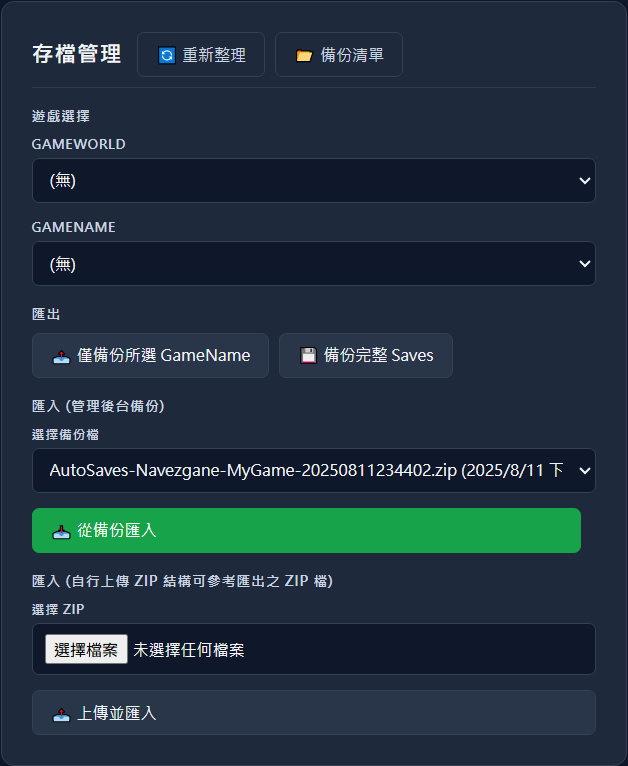 存檔管理 重新整理 備份清單
遊戲選擇
GAMEWORLD
(無)
GAMENAME
(無)
匯出
僅備份所選 GameName 備份完整 Saves
匯入 (管理後台備份)
選擇備份檔
AutoSaves-Navezgane-MyGame-20250811234402.zip (2025/8/11 下
從備份匯入
匯入 (自行上傳 ZIP 結構可參考匯出之 ZIP 檔)
選擇 ZIP
選擇檔案 未選擇任何檔案
上傳並匯入